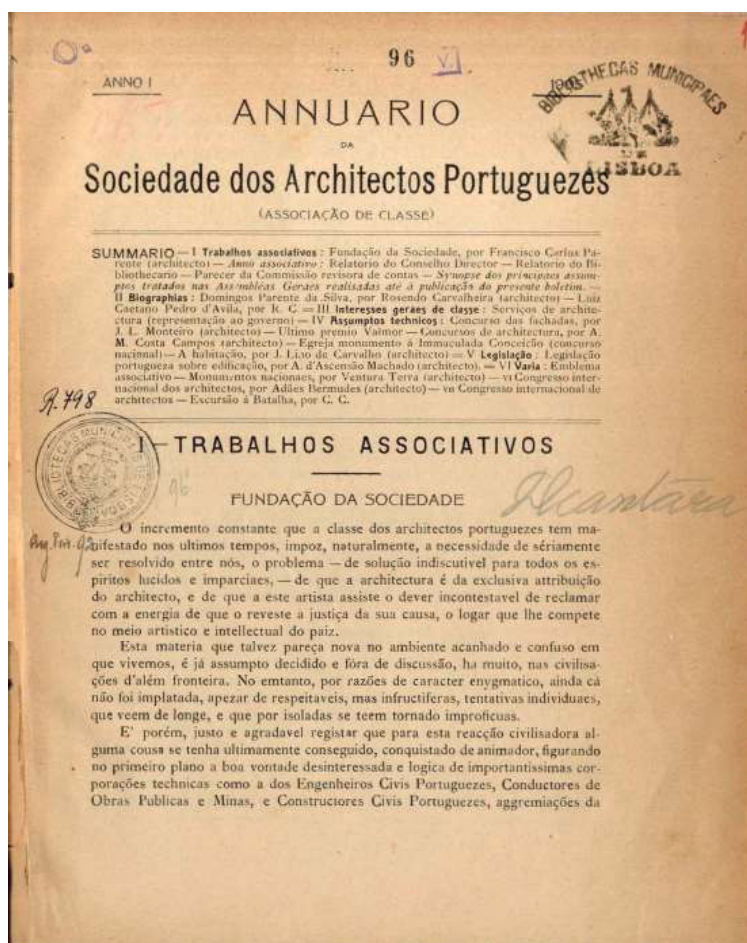 96 VI
ANNO I
BIBLIOTHECAS MUNICIPAES
DE
LISBOA
ANNUARIO
DA
Sociedade dos Architectos Portuguezes
(ASSOCIAÇÃO DE CLASSE)
SUMMARIO — I Trabalhos associativos : Fundação da Sociedade, por Francisco Carlos Pa-
rente (architecto) — Anno associativo : Relatorio do Conselho Director — Relatorio do Bi-
bliothecario — Parecer da Commissão revisora de contas — Synopse dos principaes assum-
ptos tratados nas Assembléas Geraes realisadas até á publicação do presente boletim. —
II Biographias : Domingos Parente da Silva, por Rosendo Carvalheira (architecto) — Luiz
Caetano Pedro d'Avila, por R. C. = III Interesses geraes de classe : Serviços de archite-
ctura (representação ao governo) — IV Assumptos technicos : Concurso das fachadas, por
J. L. Monteiro (architecto) — Ultimo premio Valmor — Concursos de architectura, por A.
M. Costa Campos (architecto) — Egreja monumento á Immaculada Conceição (concurso
nacional) — A habitação, por J. Lino de Carvalho (architecto) = V Legislação : Legislação
portugueza sobre edificação, por A. d'Ascensão Machado (architecto). = VI Varia : Emblema
associativo — Monumentos nacionaes, por Ventura Terra (architecto) — VI Congresso inter-
nacional dos architectos, por Adães Bermudes (architecto) — VII Congresso internacional de
architectos — Excursão á Batalha, por C. C.
R. 798
I — TRABALHOS ASSOCIATIVOS
96
FUNDAÇÃO DA SOCIEDADE
Alcantara
O incremento constante que a classe dos architectos portuguezes tem ma-
nifestado nos ultimos tempos, impoz, naturalmente, a necessidade de sériamente
ser resolvido entre nós, o problema — de solução indiscutivel para todos os es-
piritos lucidos e imparciaes, — de que a architectura é da exclusiva attribuição
do architecto, e de que a este artista assiste o dever incontestavel de reclamar
com a energia de que o reveste a justiça da sua causa, o logar que lhe compete
no meio artistico e intellectual do paiz.
Esta materia que talvez pareça nova no ambiente acanhado e confuso em
que vivemos, é já assumpto decidido e fóra de discussão, ha muito, nas civilisa-
ções d'além fronteira. No emtanto, por razões de caracter enygmatico, ainda cá
não foi implatada, apezar de respeitaveis, mas infructiferas, tentativas individuaes,
que veem de longe, e que por isoladas se teem tornado improficuas.
E' porém, justo e agradavel registar que para esta reacção civilisadora al-
guma cousa se tenha ultimamente conseguido, conquistado de animador, figurando
no primeiro plano a boa vontade desinteressada e logica de importantissimas cor-
porações technicas como a dos Engenheiros Civis Portuguezes, Conductores de
Obras Publicas e Minas, e Constructores Civis Portuguezes, aggremiações da